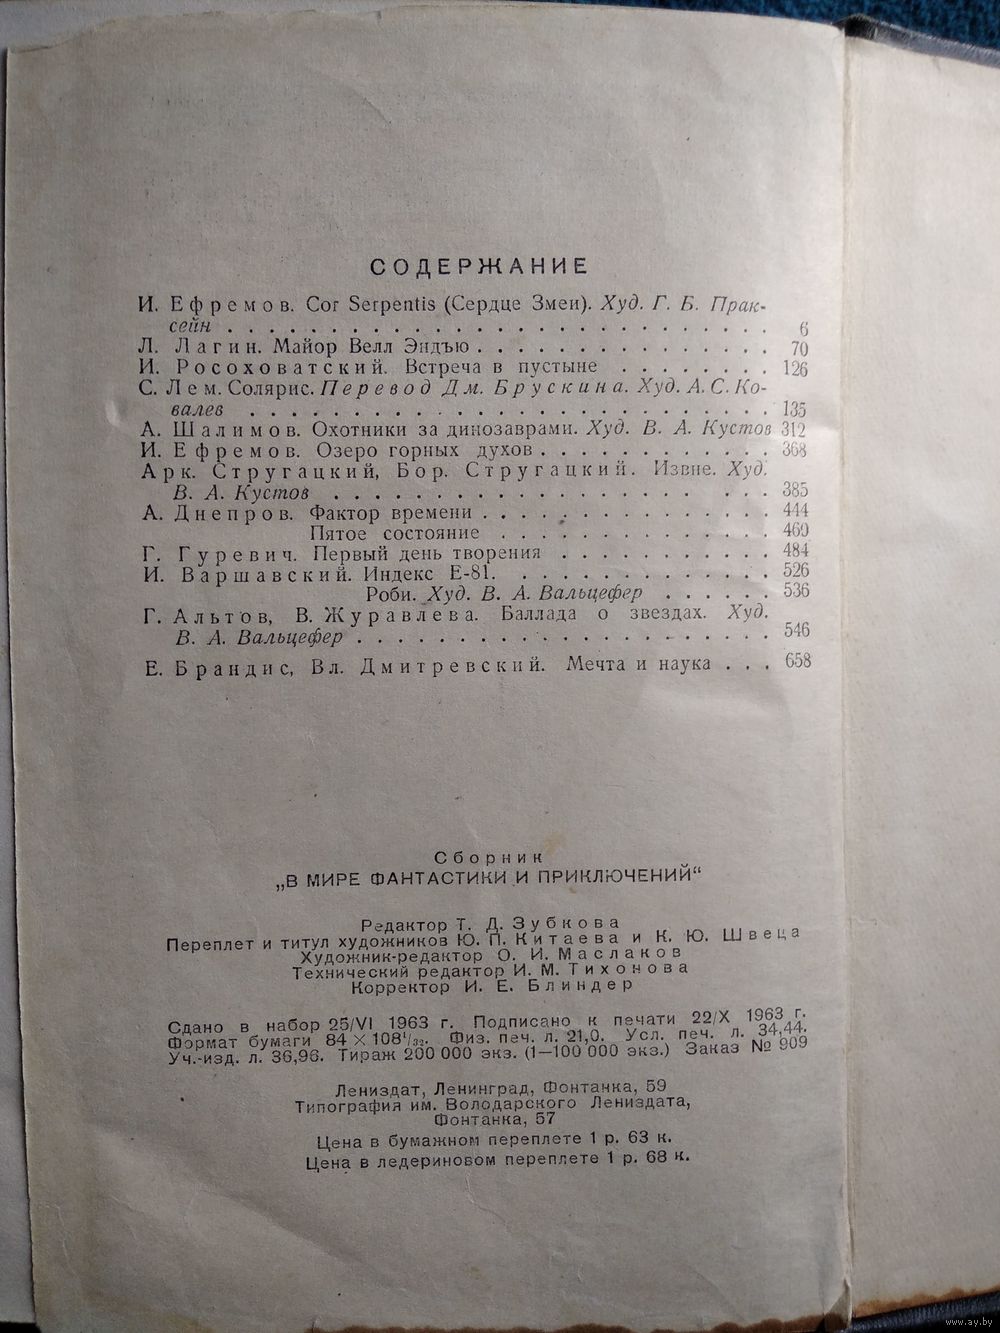 СОДЕРЖАНИЕ
И. Ефремов. Cor Serpentis (Сердце Змеи). Худ. Г. Б. Прак-
сейн . . . . . . . . . . . . . . . . . . . . . . . . . . . 6
Л. Лагин. Майор Велл Эндъю . . . . . . . . . . . . . . . 70
И. Росоховатский. Встреча в пустыне . . . . . . . . 126
С. Лем. Солярис. Перевод Дм. Брускина. Худ. А. С. Ко-
валев . . . . . . . . . . . . . . . . . . . . . . . . . . 135
А. Шалимов. Охотники за динозаврами. Худ. В. А. Кустов 312
И. Ефремов. Озеро горных духов . . . . . . . . . . . . 368
Арк. Стругацкий, Бор. Стругацкий. Извне. Худ.
В. А. Кустов . . . . . . . . . . . . . . . . . . . . . 385
А. Днепров. Фактор времени . . . . . . . . . . . . . . . 444
Пятое состояние . . . . . . . . . . . . . . 460
Г. Гуревич. Первый день творения . . . . . . . . . . . 484
И. Варшавский. Индекс Е-81. . . . . . . . . . . . . . 526
Роби. Худ. В. А. Вальцефер . . . . . . 536
Г. Альтов, В. Журавлева. Баллада о звездах. Худ.
В. А. Вальцефер . . . . . . . . . . . . . . . . . . . . 546
Е. Брандис, Вл. Дмитревский. Мечта и наука . . . 658
Сборник
„В МИРЕ ФАНТАСТИКИ И ПРИКЛЮЧЕНИЙ“
Редактор Т. Д. Зубкова
Переплет и титул художников Ю. П. Китаева и К. Ю. Швеца
Художник-редактор О. И. Маслаков
Технический редактор И. М. Тихонова
Корректор И. Е. Блиндер
Сдано в набор 25/VI 1963 г. Подписано к печати 22/X 1963 г.
Формат бумаги 84×108¹/₃₂. Физ. печ. л. 21,0. Усл. печ. л. 34,44.
Уч.-изд. л. 36,96. Тираж 200 000 экз. (1—100 000 экз.) Заказ № 909
Лениздат, Ленинград, Фонтанка, 59
Типография им. Володарского Лениздата,
Фонтанка, 57
Цена в бумажном переплете 1 р. 63 к.
Цена в ледериновом переплете 1 р. 68 к.
www.ay.by